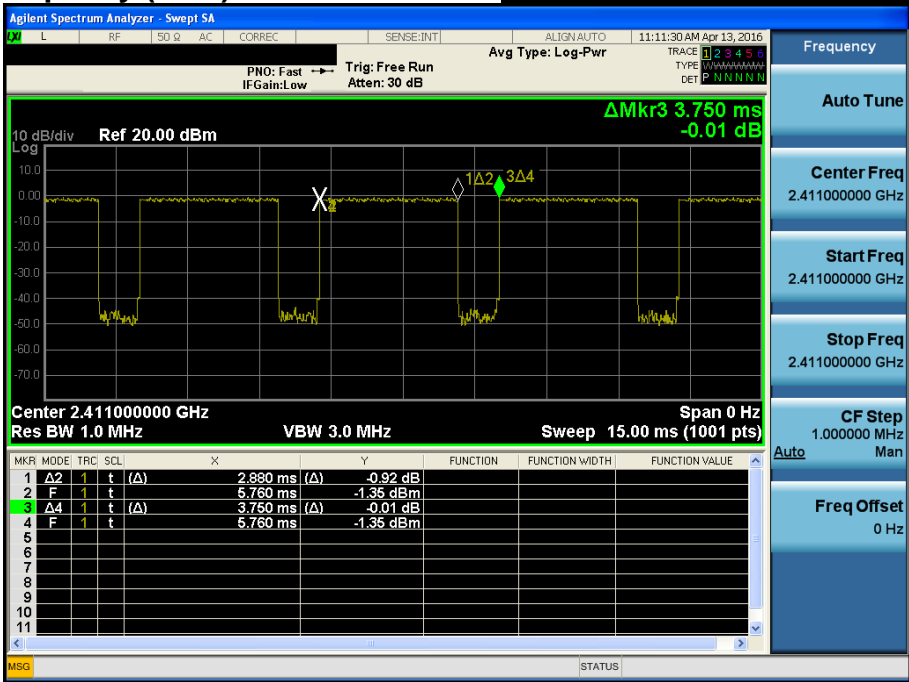 Agilent Spectrum Analyzer - Swept SA
LXI L RF 50 Ω AC CORREC SENSE:INT ALIGN AUTO 11:11:30 AM Apr 13, 2016
Frequency
Avg Type: Log-Pwr
TRACE 1 2 3 4 5 6
PNO: Fast Trig: Free Run
TYPE WWWWWW
IFGain:Low Atten: 30 dB
DET P N N N N N
Auto Tune
ΔMkr3 3.750 ms
-0.01 dB
10 dB/div Ref 20.00 dBm
Log
10.0
0.00
-10.0
-20.0
-30.0
-40.0
-50.0
-60.0
-70.0
1Δ2 3Δ4
Center Freq
2.411000000 GHz
Start Freq
2.411000000 GHz
Stop Freq
2.411000000 GHz
Center 2.411000000 GHz Span 0 Hz
Res BW 1.0 MHz VBW 3.0 MHz Sweep 15.00 ms (1001 pts)
CF Step
1.000000 MHz
Auto Man
MKR MODE TRC SCL X Y FUNCTION FUNCTION WIDTH FUNCTION VALUE
1 Δ2 1 t (Δ) 2.880 ms (Δ) -0.92 dB
2 F 1 t 5.760 ms -1.35 dBm
3 Δ4 1 t (Δ) 3.750 ms (Δ) -0.01 dB
4 F 1 t 5.760 ms -1.35 dBm
5
6
7
8
9
10
11
Freq Offset
0 Hz
MSG STATUS